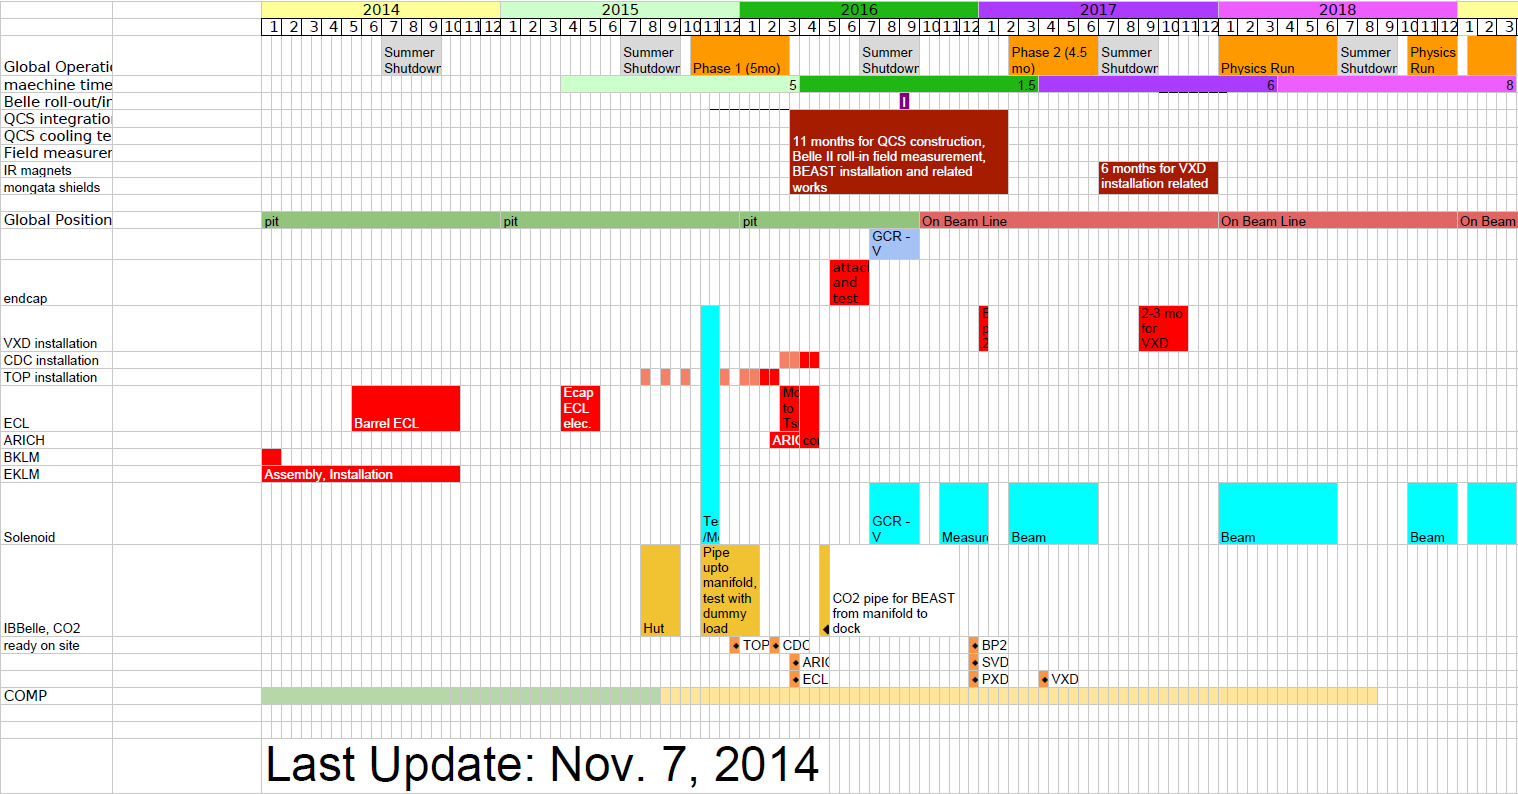 2014 2015 2016 2017 2018
1 2 3 4 5 6 7 8 9 10 11 12 1 2 3 4 5 6 7 8 9 10 11 12 1 2 3 4 5 6 7 8 9 10 11 12 1 2 3 4 5 6 7 8 9 10 11 12 1 2 3 4 5 6 7 8 9 10 11 12 1 2 3
Global Operati
Summer
Shutdown
Summer
Shutdown
Phase 1 (5mo)
Summer
Shutdown
Phase 2 (4.5
mo)
Summer
Shutdown
Physics Run
Summer
Shutdown
Physics
Run
maechine time 5 1.5 6 8
Belle roll-out/in I
QCS integratio
QCS cooling te
Field measurer
IR magnets
mongata shields
11 months for QCS construction,
Belle II roll-in field measurement,
BEAST installation and related
works
6 months for VXD
installation related
Global Position pit pit pit On Beam Line On Beam Line On Beam
GCR -
V
endcap
attac
and
test
VXD installation
2-3 mo
for
VXD
CDC installation
TOP installation
ECL
Barrel ECL
Ecap
ECL
elec.
Mo
to
Ts
ARICH ARIC co
BKLM
EKLM Assembly, Installation
Solenoid
Te
/Me
GCR -
V
Measure
Beam
Beam
Beam
IBBelle, CO2
Hut
Pipe
upto
manifold,
test with
dummy
load
CO2 pipe for BEAST
from manifold to
dock
ready on site TOP CDC BP2
ARIC SVD
ECL PXD VXD
COMP
Last Update: Nov. 7, 2014